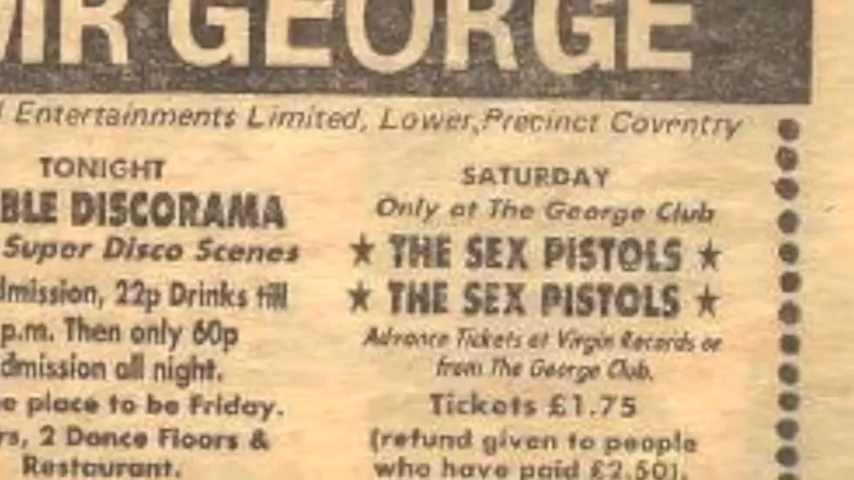 MR GEORGE
Entertainments Limited, Lower, Precinct Coventry
TONIGHT
BLE DISCORAMA
Super Disco Scenes
dmission, 22p Drinks till
p.m. Then only 60p
dmission all night.
e place to be Friday.
rs, 2 Dance Floors &
Restaurant.
SATURDAY
Only at The George Club
★ THE SEX PISTOLS ★
★ THE SEX PISTOLS ★
Advance Tickets at Virgin Records or
from The George Club.
Tickets £1.75
(refund given to people
who have paid £2.50).